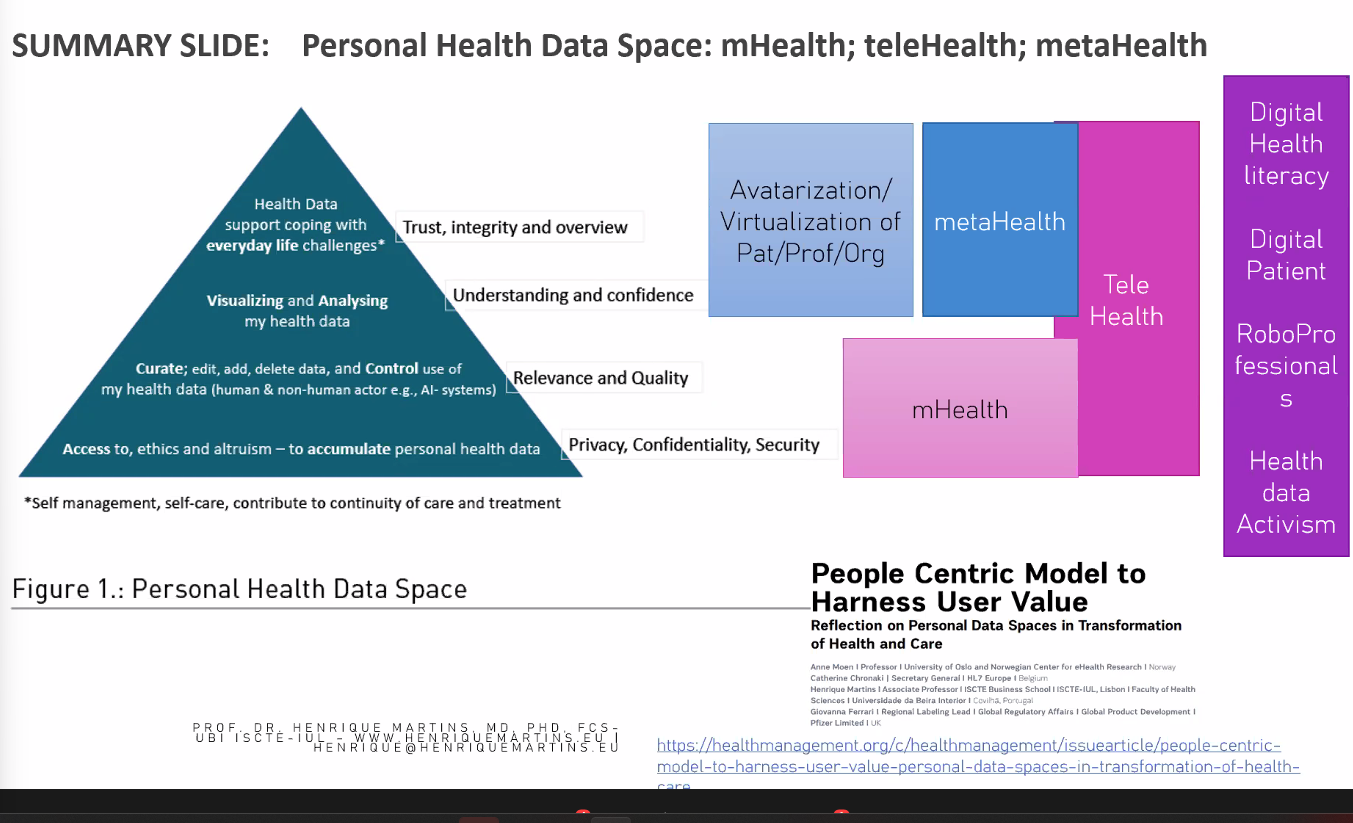 SUMMARY SLIDE: Personal Health Data Space: mHealth; teleHealth; metaHealth
Health Data
support coping with
everyday life challenges*
Trust, integrity and overview
Visualizing and Analysing
my health data
Understanding and confidence
Curate; edit, add, delete data, and Control use of
my health data (human & non-human actor e.g., AI- systems)
Relevance and Quality
Access to, ethics and altruism – to accumulate personal health data
Privacy, Confidentiality, Security
*Self management, self-care, contribute to continuity of care and treatment
Figure 1.: Personal Health Data Space
Avatarization/
Virtualization of
Pat/Prof/Org
metaHealth
Tele
Health
mHealth
Digital
Health
literacy
Digital
Patient
RoboPro
fessional
s
Health
data
Activism
People Centric Model to
Harness User Value
Reflection on Personal Data Spaces in Transformation
of Health and Care
Anne Moen I Professor I University of Oslo and Norwegian Center for eHealth Research I Norway
Catherine Chronaki | Secretary General I HL7 Europe I Belgium
Henrique Martins I Associate Professor I ISCTE Business School I ISCTE-IUL, Lisbon I Faculty of Health
Sciences I Universidade da Beira Interior I Covilhã, Portugal
Giovanna Ferrari I Regional Labeling Lead I Global Regulatory Affairs I Global Product Development I
Pfizer Limited I UK
PROF. DR. HENRIQUE MARTINS, MD, PHD, FCS-
UBI ISCTE-IUL - WWW.HENRIQUEMARTINS.EU |
HENRIQUE@HENRIQUEMARTINS.EU
https://healthmanagement.org/c/healthmanagement/issuearticle/people-centric-
model-to-harness-user-value-personal-data-spaces-in-transformation-of-health-
care